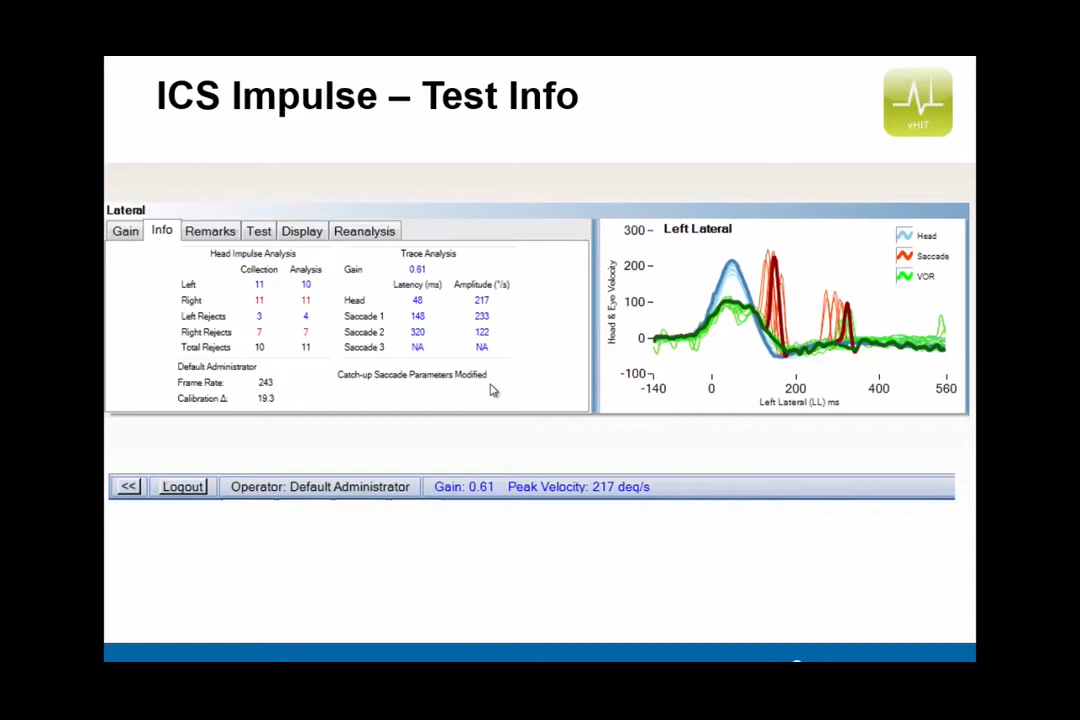 ICS Impulse – Test Info
vHIT
Lateral
Gain Info Remarks Test Display Reanalysis
Head Impulse Analysis
Collection Analysis
Left 11 10
Right 11 11
Left Rejects 3 4
Right Rejects 7 7
Total Rejects 10 11
Default Administrator
Frame Rate: 243
Calibration Δ: 19.3
Trace Analysis
Gain 0.61
Latency (ms) Amplitude (°/s)
Head 48 217
Saccade 1 148 233
Saccade 2 320 122
Saccade 3 NA NA
Catch-up Saccade Parameters Modified
Left Lateral
Head
Saccade
VOR
Head & Eye Velocity
300
200
100
0
-100
-140 0 200 400 560
Left Lateral (LL) ms
<< Logout Operator: Default Administrator Gain: 0.61 Peak Velocity: 217 deg/s